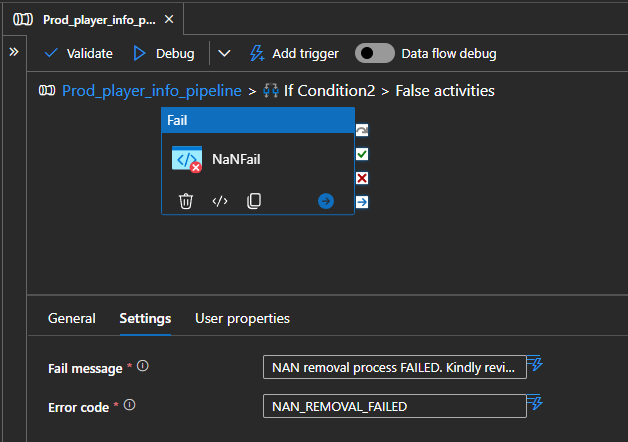 Prod_player_info_p...
Validate Debug Add trigger Data flow debug
Prod_player_info_pipeline > If Condition2 > False activities
Fail
NaNFail
General Settings User properties
Fail message * NAN removal process FAILED. Kindly revi...
Error code * NAN_REMOVAL_FAILED